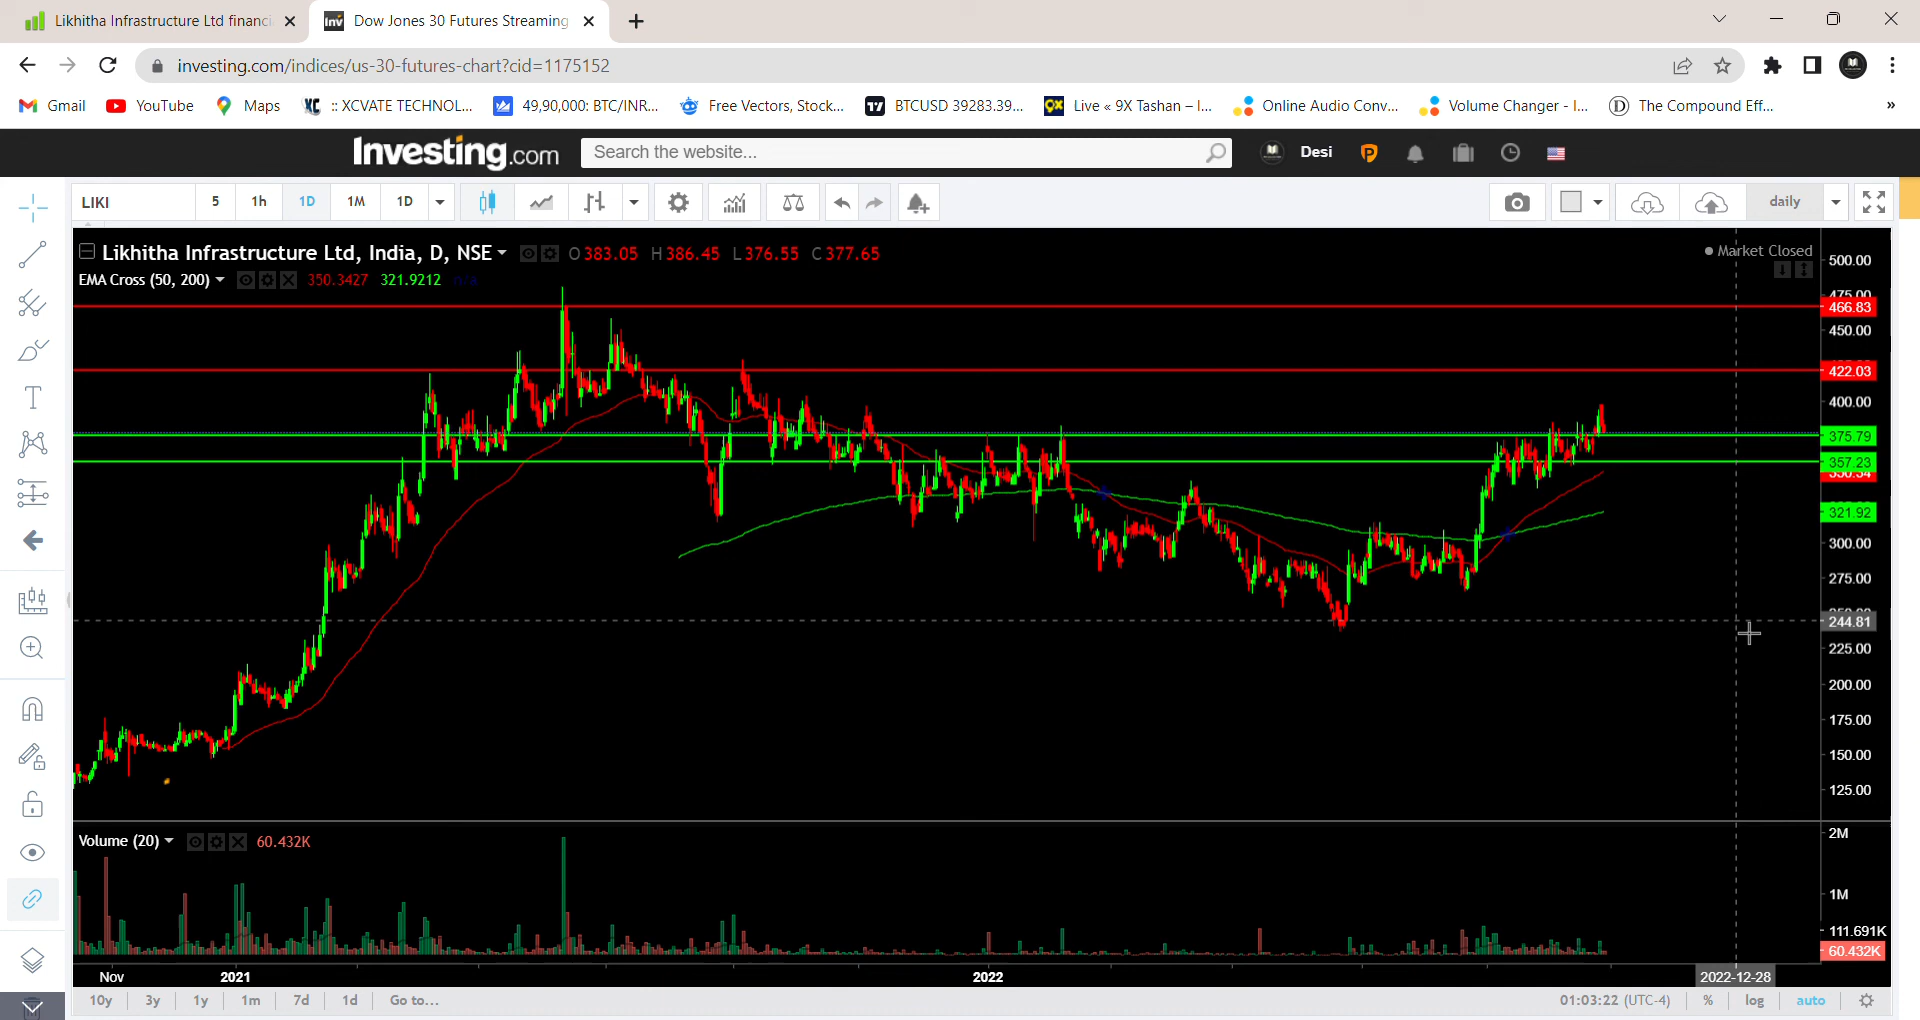 Likhitha Infrastructure Ltd financi
Dow Jones 30 Futures Streaming
investing.com/indices/us-30-futures-chart?cid=1175152
Gmail
YouTube
Maps
:: XCVATE TECHNOL...
49,90,000: BTC/INR...
Free Vectors, Stock...
BTCUSD 39283.39...
Live « 9X Tashan – I...
Online Audio Conv...
Volume Changer - I...
The Compound Eff...
»
Investing.com
Search the website...
Desi
LIKI
5
1h
1D
1M
1D
daily
Likhitha Infrastructure Ltd, India, D, NSE
O 383.05 H 386.45 L 376.55 C 377.65
Market Closed
EMA Cross (50, 200)
350.3427 321.9212 n/a
500.00
466.83
450.00
422.03
400.00
375.79
357.23
321.92
300.00
275.00
244.81
225.00
200.00
175.00
150.00
125.00
Volume (20)
60.432K
2M
1M
111.691K
60.432K
Nov
2021
2022
2022-12-28
10y
3y
1y
1m
7d
1d
Go to...
01:03:22 (UTC-4)
%
log
auto